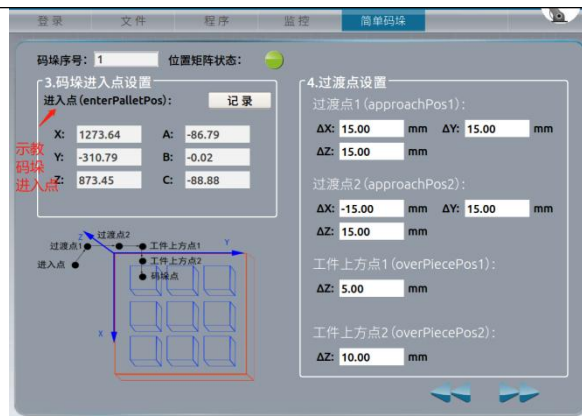 登录 文件 程序 监控 简单码垛
码垛序号: 1 位置矩阵状态:
3.码垛进入点设置
进入点(enterPalletPos): 记录
X: 1273.64 A: -86.79
Y: -310.79 B: -0.02
Z: 873.45 C: -88.88
示教
码垛
进入点
Z 过渡点2
过渡点1 工件上方点1 Y
进入点 工件上方点2
码垛点
X
4.过渡点设置
过渡点1(approachPos1):
ΔX: 15.00 mm ΔY: 15.00 mm
ΔZ: 15.00 mm
过渡点2(approachPos2):
ΔX: -15.00 mm ΔY: 15.00 mm
ΔZ: 15.00 mm
工件上方点1(overPiecePos1):
ΔZ: 5.00 mm
工件上方点2(overPiecePos2):
ΔZ: 10.00 mm